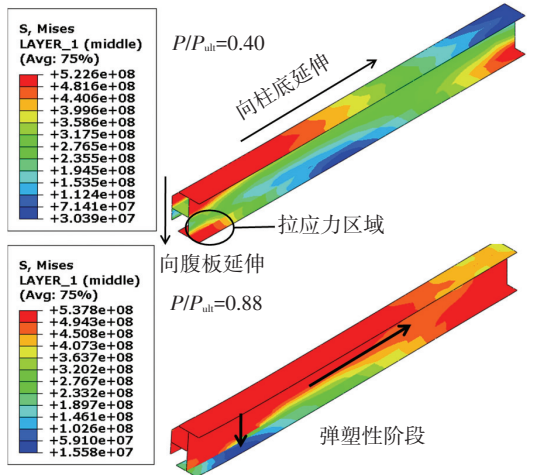 S, Mises
LAYER_1 (middle)
(Avg: 75%)
+5.226e+08
+4.816e+08
+4.406e+08
+3.996e+08
+3.586e+08
+3.175e+08
+2.765e+08
+2.355e+08
+1.945e+08
+1.535e+08
+1.124e+08
+7.141e+07
+3.039e+07
P/Pult=0.40
向柱底延伸
拉应力区域
向腹板延伸
S, Mises
LAYER_1 (middle)
(Avg: 75%)
+5.378e+08
+4.943e+08
+4.508e+08
+4.073e+08
+3.637e+08
+3.202e+08
+2.767e+08
+2.332e+08
+1.897e+08
+1.461e+08
+1.026e+08
+5.910e+07
+1.558e+07
P/Pult=0.88
弹塑性阶段